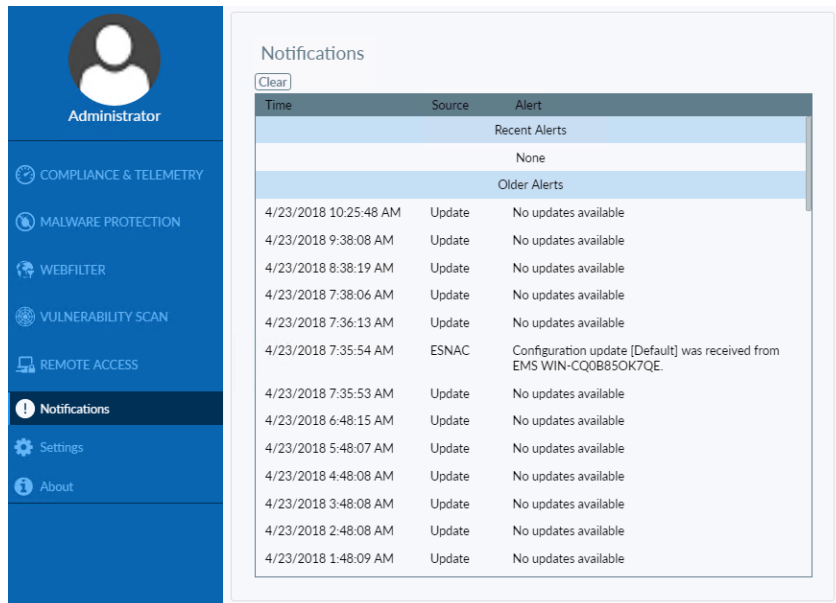 Administrator
COMPLIANCE & TELEMETRY
MALWARE PROTECTION
WEBFILTER
VULNERABILITY SCAN
REMOTE ACCESS
Notifications
Settings
About
Notifications
Clear
Time Source Alert
Recent Alerts
None
Older Alerts
4/23/2018 10:25:48 AM Update No updates available
4/23/2018 9:38:08 AM Update No updates available
4/23/2018 8:38:19 AM Update No updates available
4/23/2018 7:38:06 AM Update No updates available
4/23/2018 7:36:13 AM Update No updates available
4/23/2018 7:35:54 AM ESNAC Configuration update [Default] was received from
EMS WIN-CQ0B85OK7QE.
4/23/2018 7:35:53 AM Update No updates available
4/23/2018 6:48:15 AM Update No updates available
4/23/2018 5:48:07 AM Update No updates available
4/23/2018 4:48:08 AM Update No updates available
4/23/2018 3:48:08 AM Update No updates available
4/23/2018 2:48:08 AM Update No updates available
4/23/2018 1:48:09 AM Update No updates available